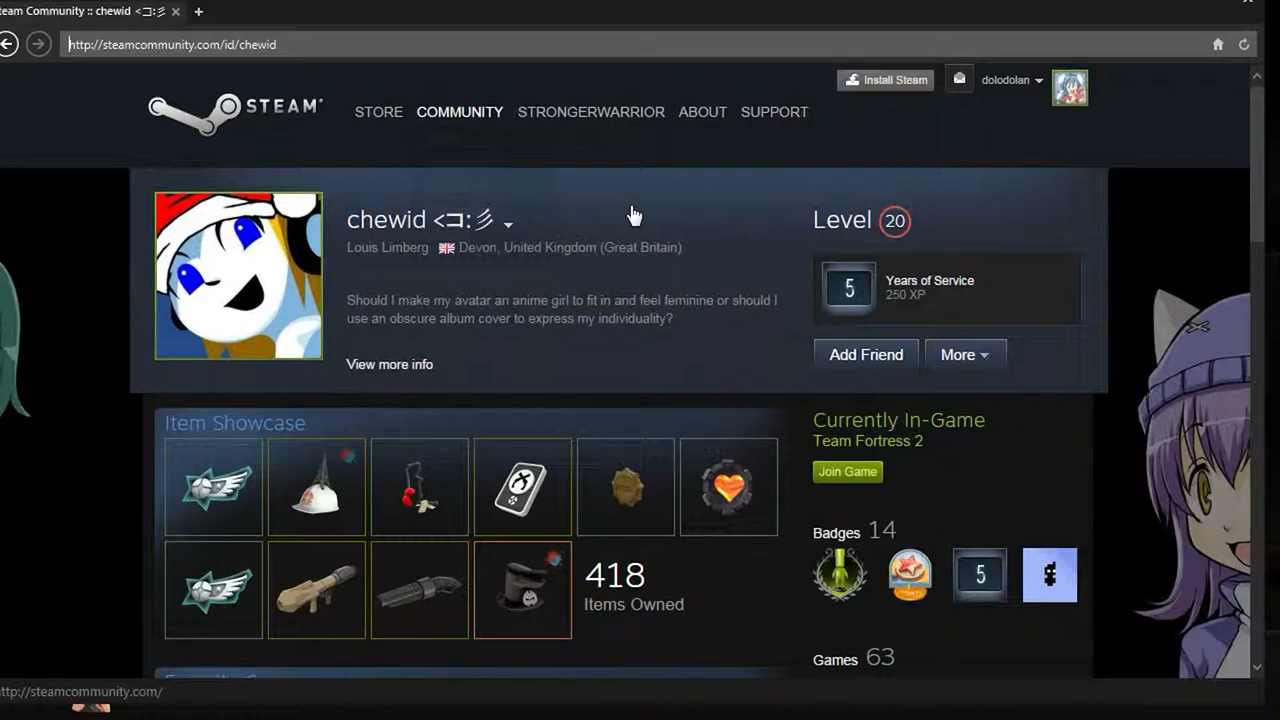 team Community :: chewid <コ:彡
http://steamcommunity.com/id/chewid
Install Steam
dolodolan
STEAM
STORE COMMUNITY STRONGERWARRIOR ABOUT SUPPORT
chewid <コ:彡
Louis Limberg Devon, United Kingdom (Great Britain)
Should I make my avatar an anime girl to fit in and feel feminine or should I
use an obscure album cover to express my individuality?
View more info
Level 20
5
Years of Service
250 XP
Add Friend
More
Item Showcase
418
Items Owned
Currently In-Game
Team Fortress 2
Join Game
Badges 14
5
Games 63
http://steamcommunity.com/